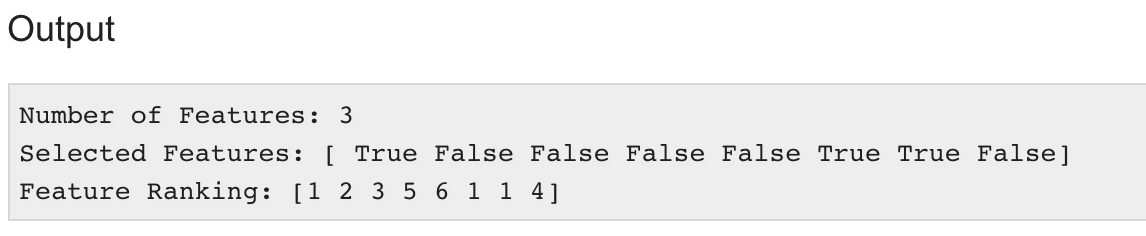 Output
Number of Features: 3
Selected Features: [ True False False False False True True False]
Feature Ranking: [1 2 3 5 6 1 1 4]